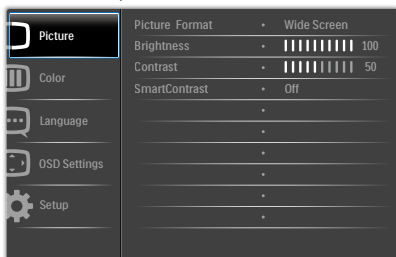 Picture
Color
Language
OSD Settings
Setup
Picture Format • Wide Screen
Brightness • 100
Contrast • 50
SmartContrast • Off
•
•
•
•
•
•